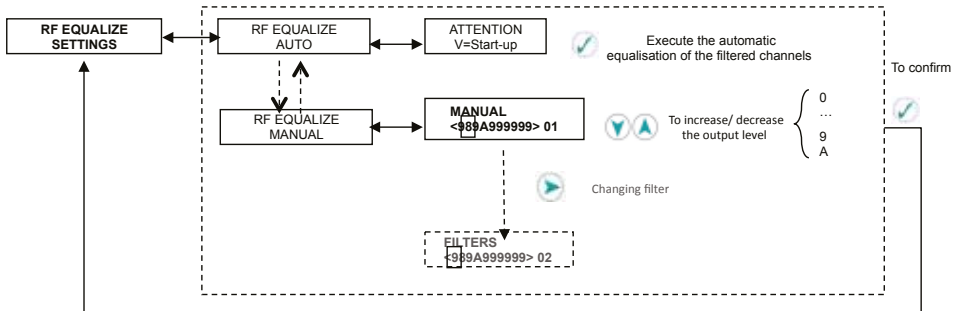 RF EQUALIZE
SETTINGS
RF EQUALIZE
AUTO
ATTENTION
V=Start-up
Execute the automatic
equalisation of the filtered channels
To confirm
RF EQUALIZE
MANUAL
MANUAL
<989A999999> 01
To increase/ decrease
the output level
0
...
9
A
Changing filter
FILTERS
<989A999999> 02